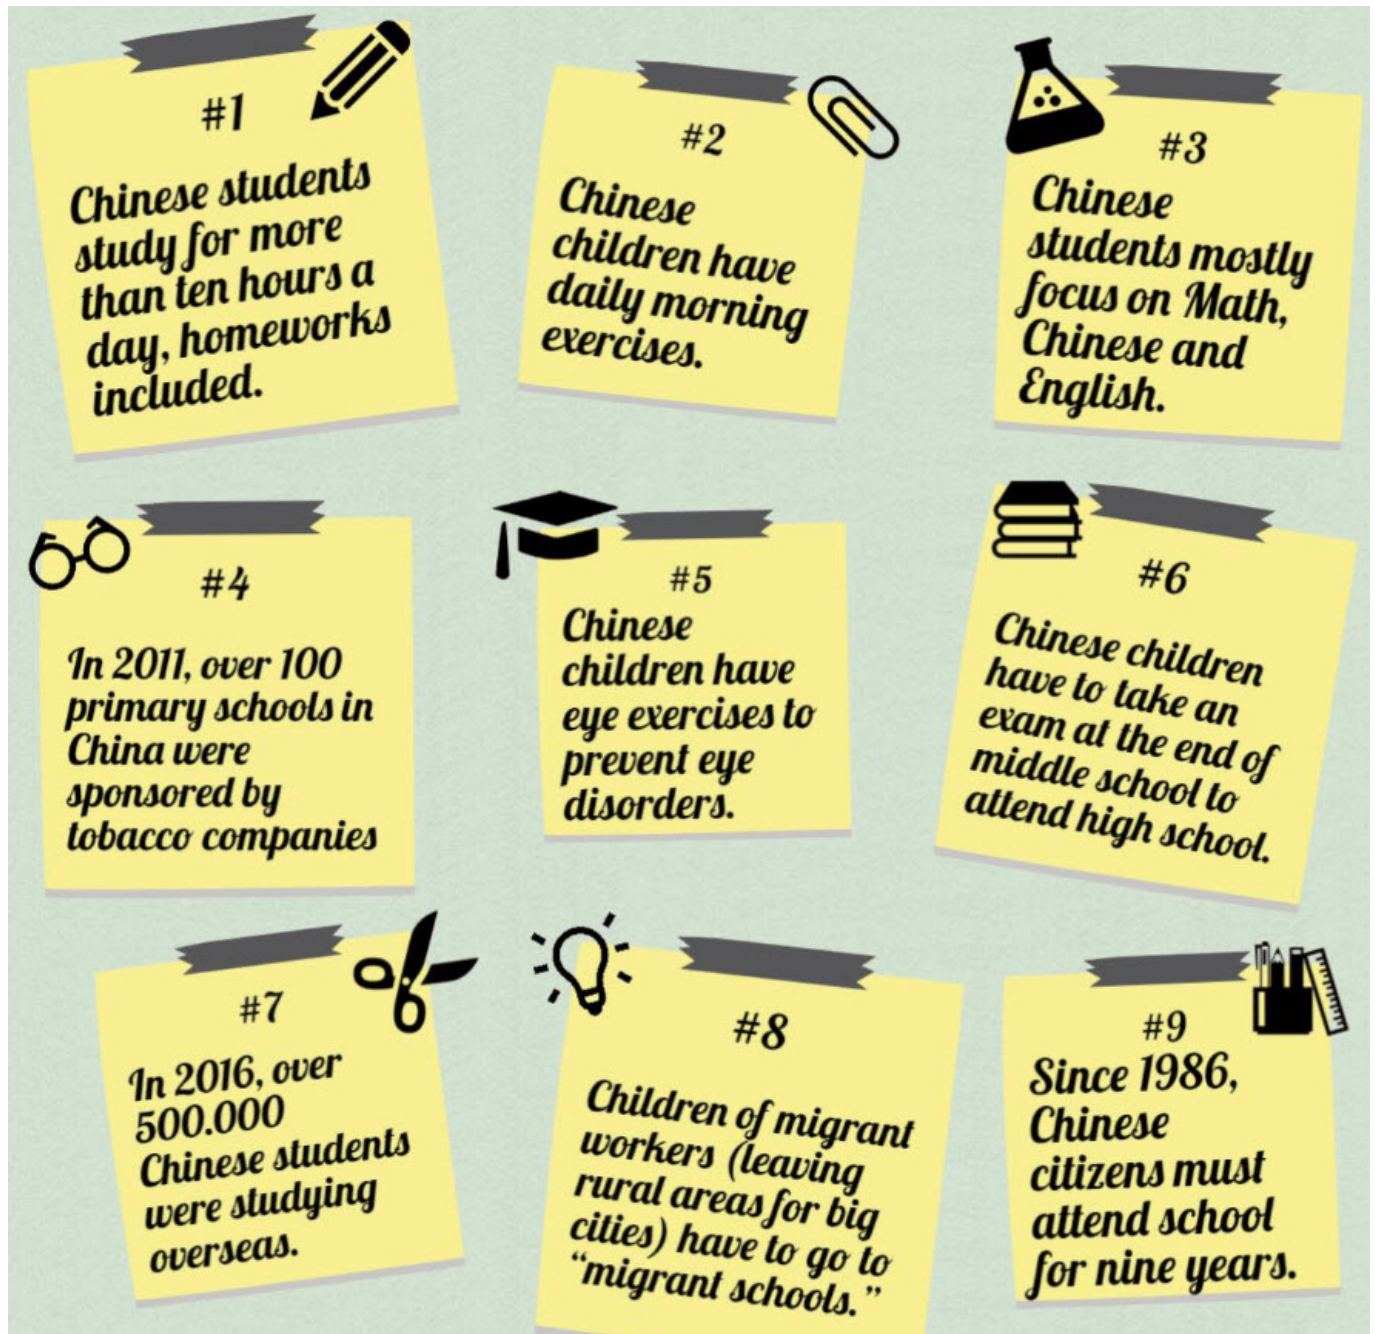 #1
Chinese students
study for more
than ten hours a
day, homeworks
included.
#2
Chinese
children have
daily morning
exercises.
#3
Chinese
students mostly
focus on Math,
Chinese and
English.
#4
In 2011, over 100
primary schools in
China were
sponsored by
tobacco companies
#5
Chinese
children have
eye exercises to
prevent eye
disorders.
#6
Chinese children
have to take an
exam at the end of
middle school to
attend high school.
#7
In 2016, over
500.000
Chinese students
were studying
overseas.
#8
Children of migrant
workers (leaving
rural areas for big
cities) have to go to
“migrant schools.”
#9
Since 1986,
Chinese
citizens must
attend school
for nine years.